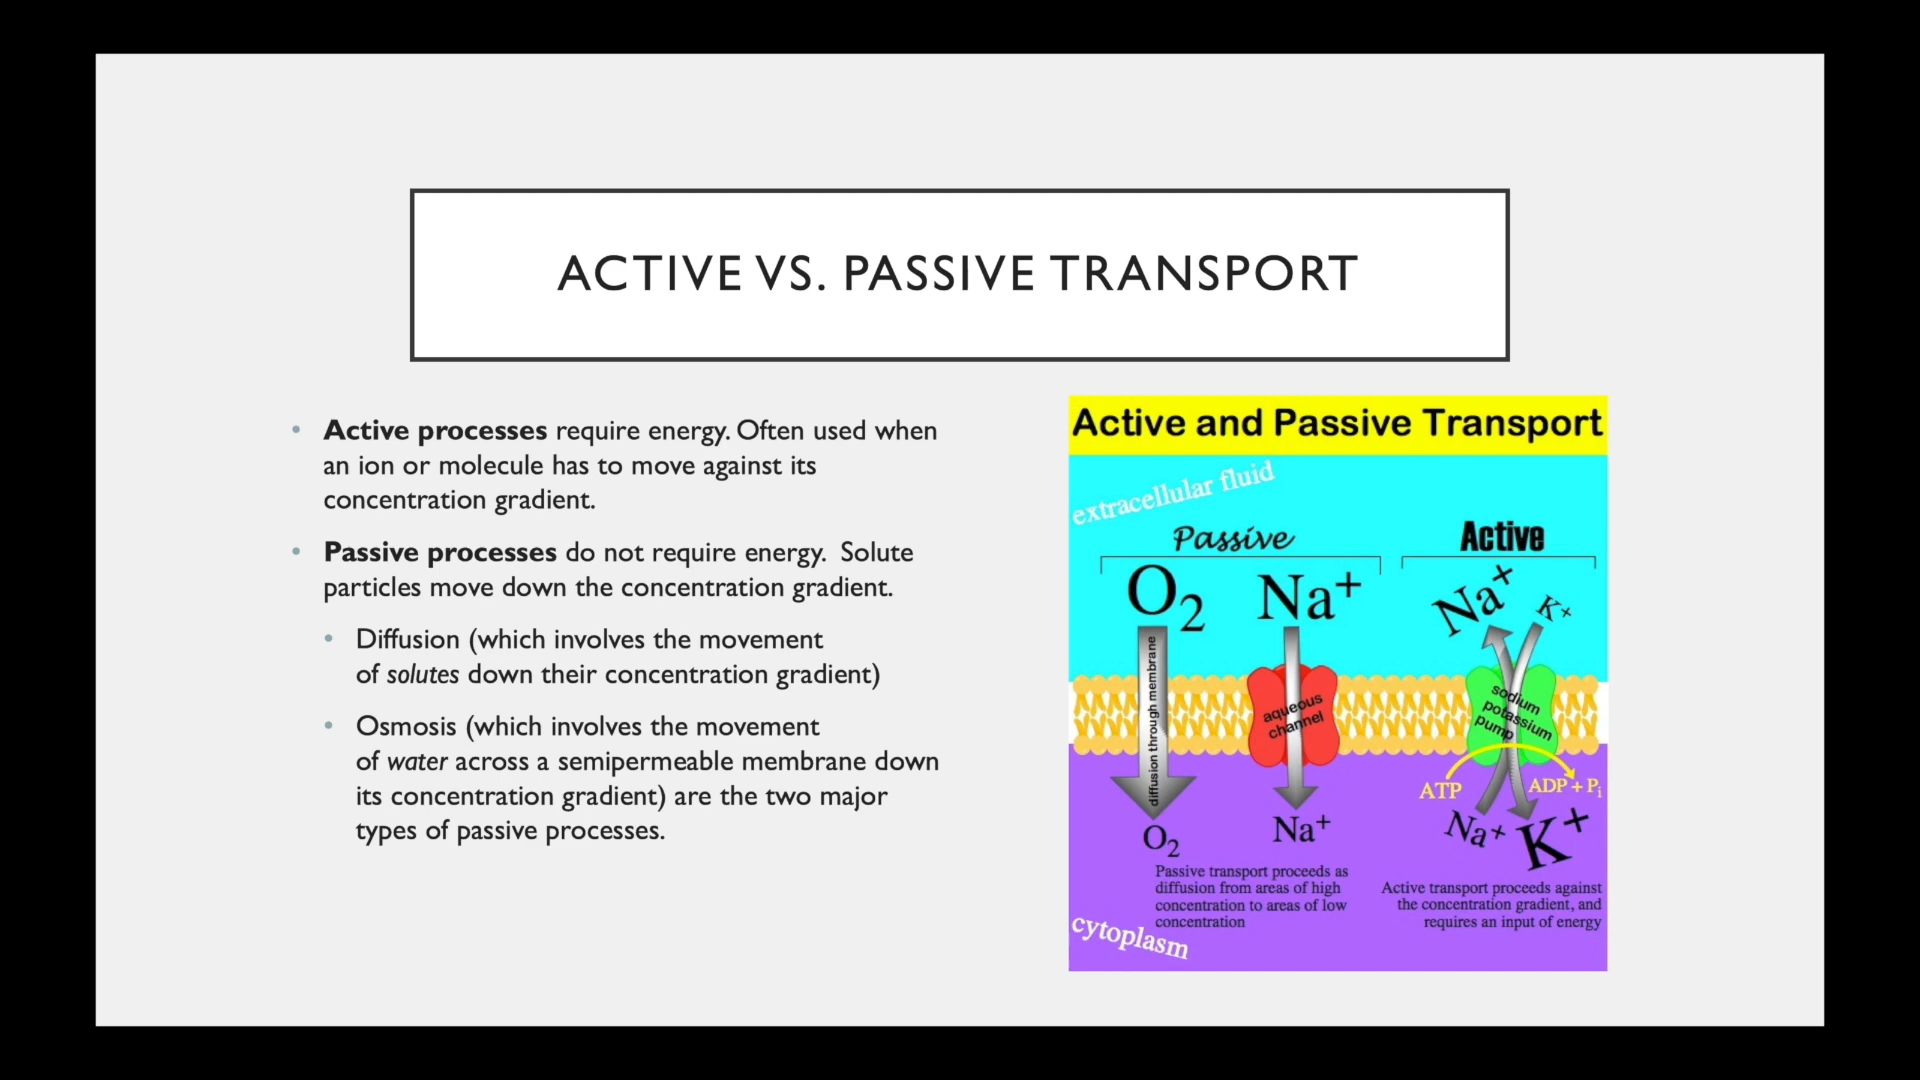 ACTIVE VS. PASSIVE TRANSPORT
• Active processes require energy. Often used when
an ion or molecule has to move against its
concentration gradient.
• Passive processes do not require energy.  Solute
particles move down the concentration gradient.
• Diffusion (which involves the movement
of solutes down their concentration gradient)
• Osmosis (which involves the movement
of water across a semipermeable membrane down
its concentration gradient) are the two major
types of passive processes.
Active and Passive Transport
extracellular fluid
Passive
Active
O₂
Na⁺
Na⁺
K⁺
diffusion through membrane
aqueous
channel
sodium
potassium
pump
ATP
ADP + Pᵢ
O₂
Na⁺
Na⁺
K⁺
Passive transport proceeds as
diffusion from areas of high
concentration to areas of low
concentration
Active transport proceeds against
the concentration gradient, and
requires an input of energy
cytoplasm